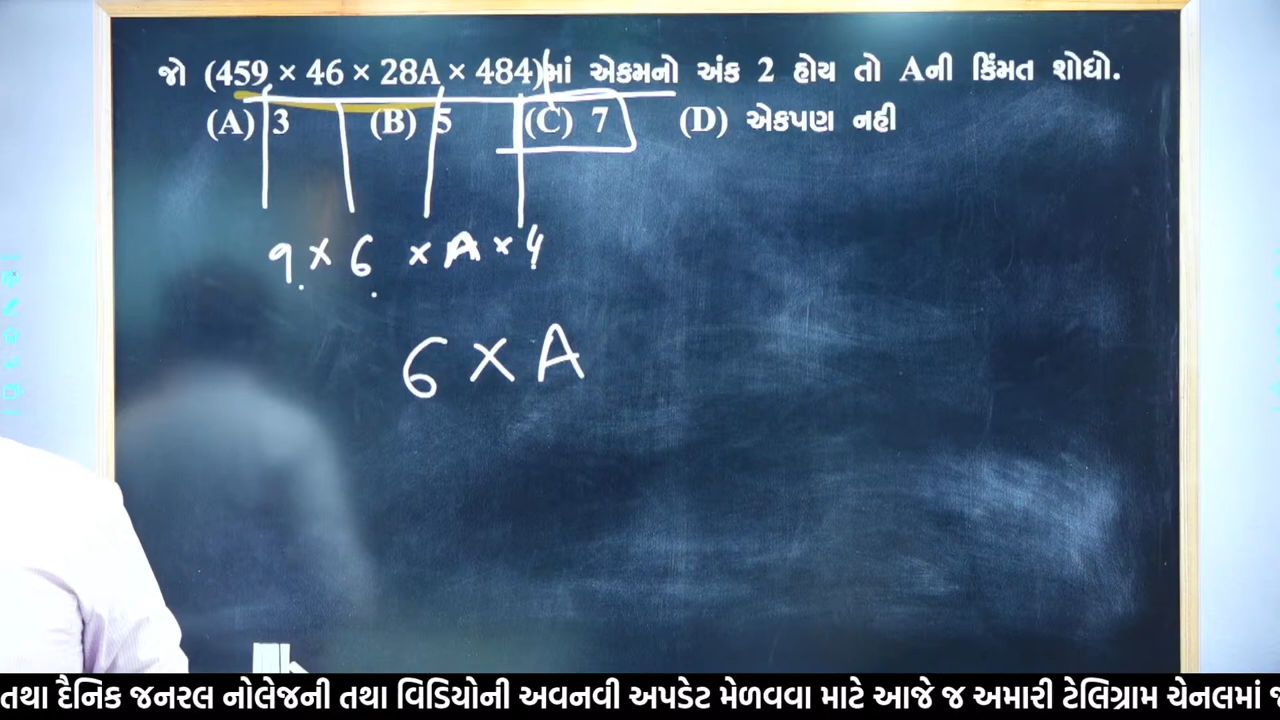 જો (459 × 46 × 28A × 484)માં એકમનો અંક 2 હોય તો Aની કિંમત શોધો.
(A) 3 (B) 5 (C) 7 (D) એકપણ નહી
9 × 6 × A × 4
6 × A
તથા દૈનિક જનરલ નોલેજની તથા વિડિયોની અવનવી અપડેટ મેળવવા માટે આજે જ અમારી ટેલિગ્રામ ચેનલમાં